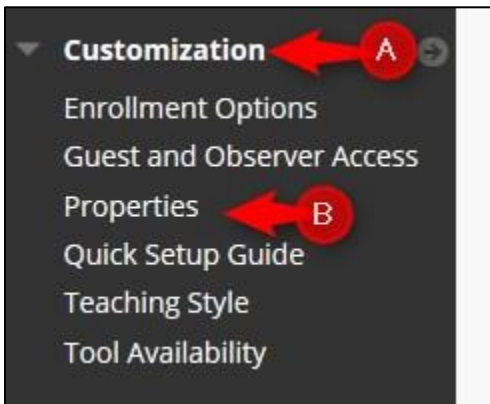 Customization A
Enrollment Options
Guest and Observer Access
Properties B
Quick Setup Guide
Teaching Style
Tool Availability